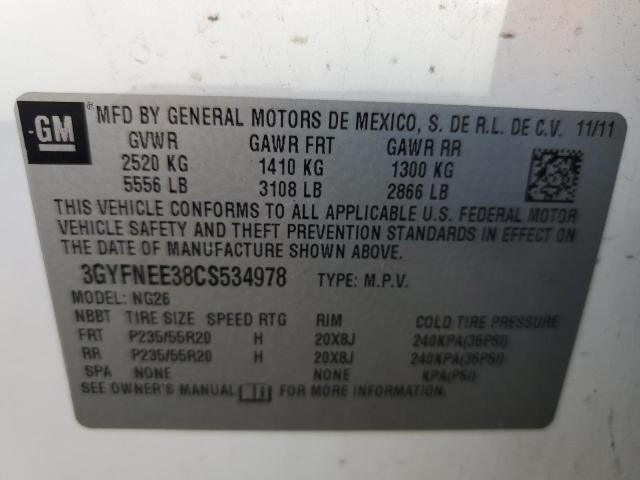 GM ® MFD BY GENERAL MOTORS DE MEXICO, S. DE R.L. DE C.V. 11/11
GVWR GAWR FRT GAWR RR
2520 KG 1410 KG 1300 KG
5556 LB 3108 LB 2866 LB
THIS VEHICLE CONFORMS TO ALL APPLICABLE U.S. FEDERAL MOTOR
VEHICLE SAFETY AND THEFT PREVENTION STANDARDS IN EFFECT ON
THE DATE OF MANUFACTURE SHOWN ABOVE.
3GYFNEE38CS534978 TYPE: M.P.V.
MODEL: NG26
NBBT TIRE SIZE SPEED RTG RIM COLD TIRE PRESSURE
FRT P235/55R20 H 20X8J 240KPA(35PSI)
RR P235/55R20 H 20X8J 240KPA(35PSI)
SPA NONE NONE KPA(PSI)
SEE OWNER'S MANUAL FOR MORE INFORMATION.